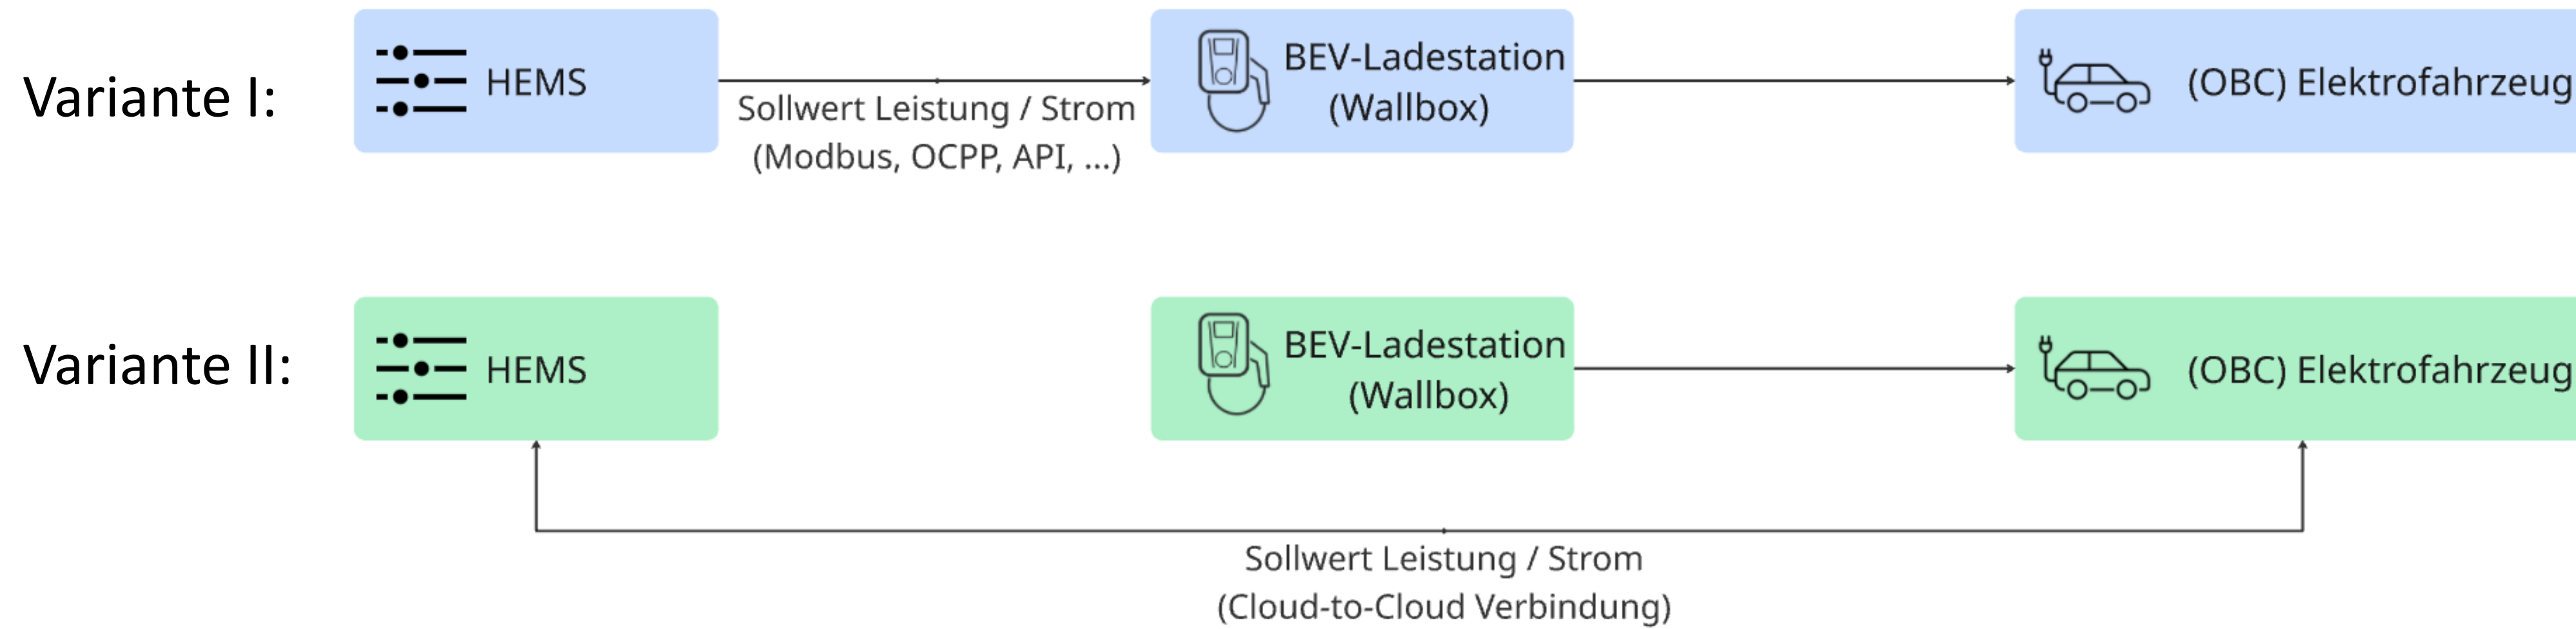 Variante I:
HEMS
Sollwert Leistung / Strom
(Modbus, OCPP, API, ...)
BEV-Ladestation
(Wallbox)
(OBC) Elektrofahrzeug
Variante II:
HEMS
BEV-Ladestation
(Wallbox)
(OBC) Elektrofahrzeug
Sollwert Leistung / Strom
(Cloud-to-Cloud Verbindung)